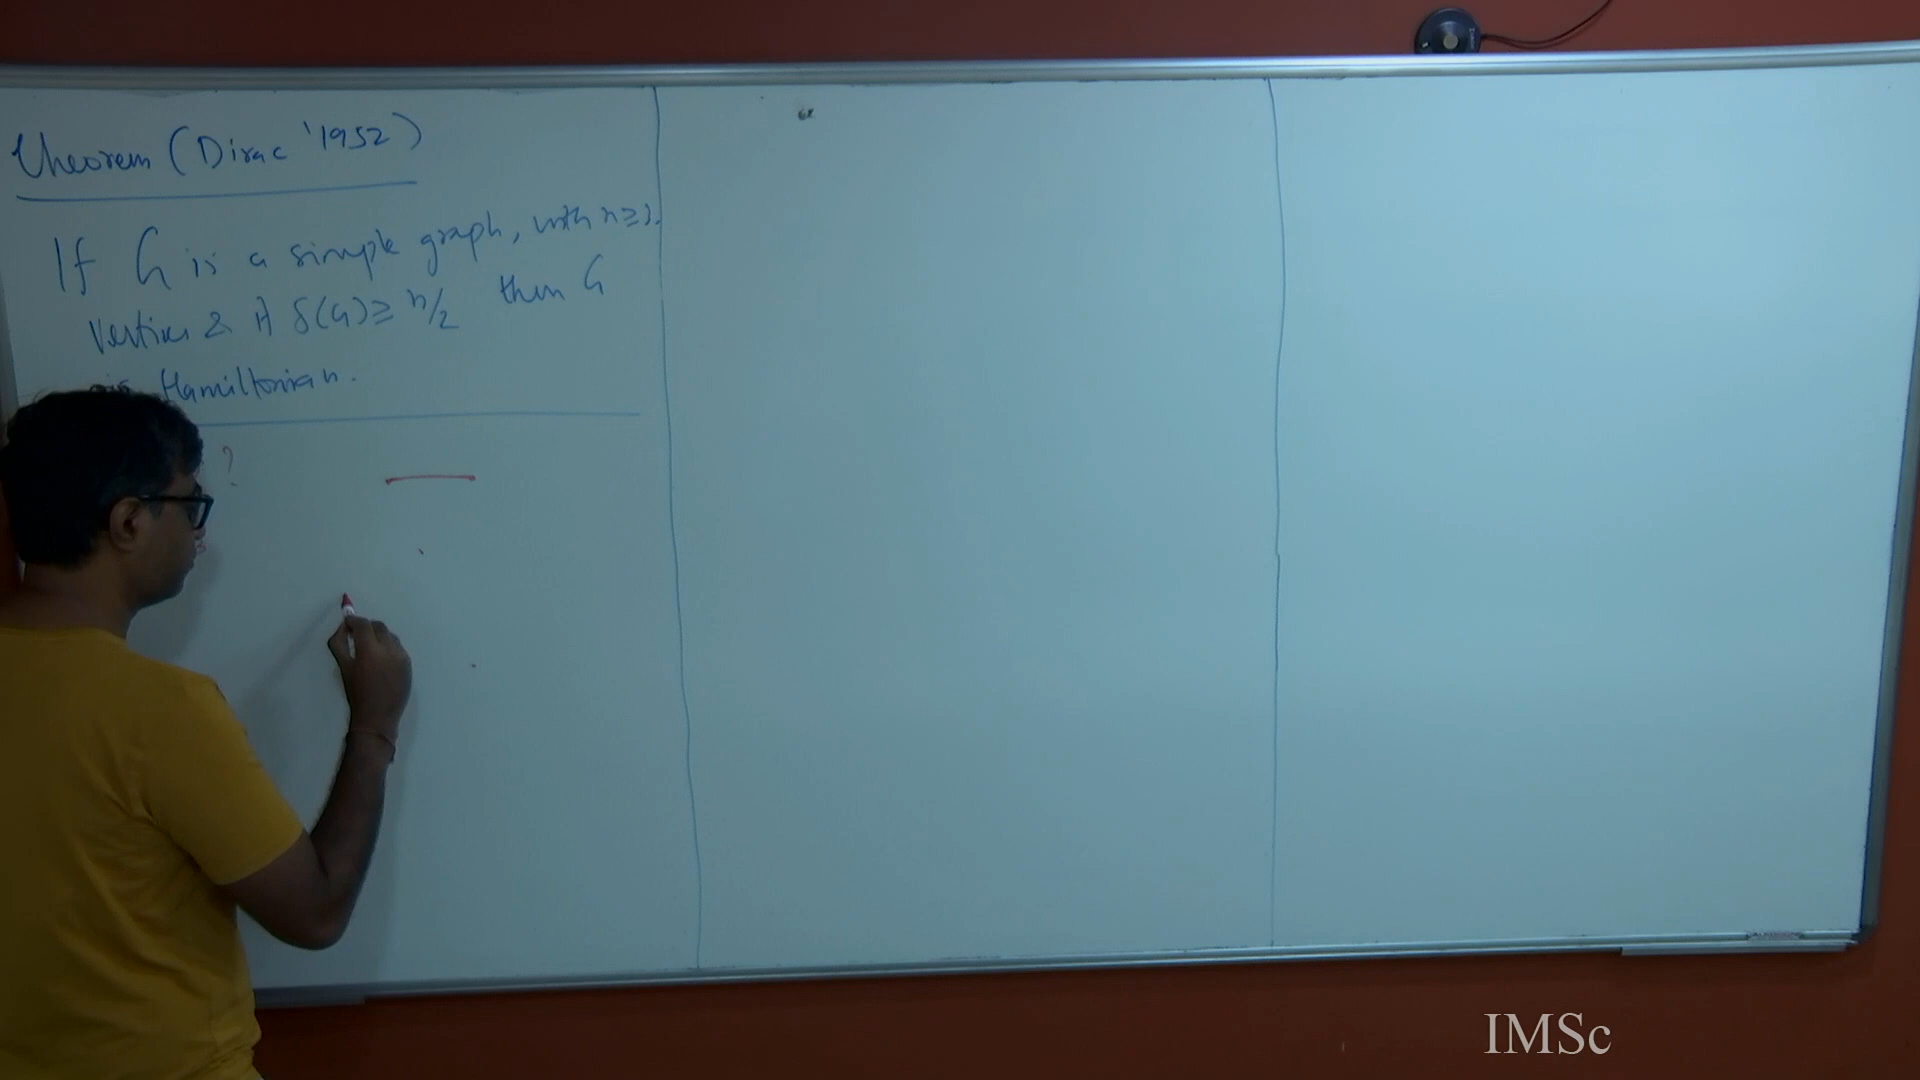 Theorem (Dirac '1952)
If G is a simple graph, with n≥3.
vertices & if δ(G)≥ n/2 then G
is Hamiltonian.
?
IMSc